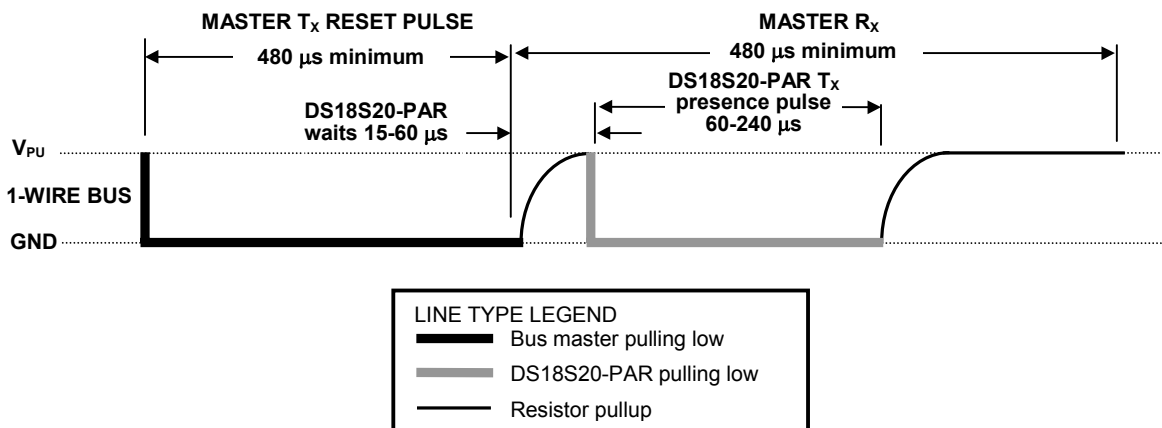 MASTER TX RESET PULSE
480 μs minimum
MASTER RX
480 μs minimum
DS18S20-PAR
waits 15-60 μs
DS18S20-PAR TX
presence pulse
60-240 μs
VPU
1-WIRE BUS
GND
LINE TYPE LEGEND
Bus master pulling low
DS18S20-PAR pulling low
Resistor pullup